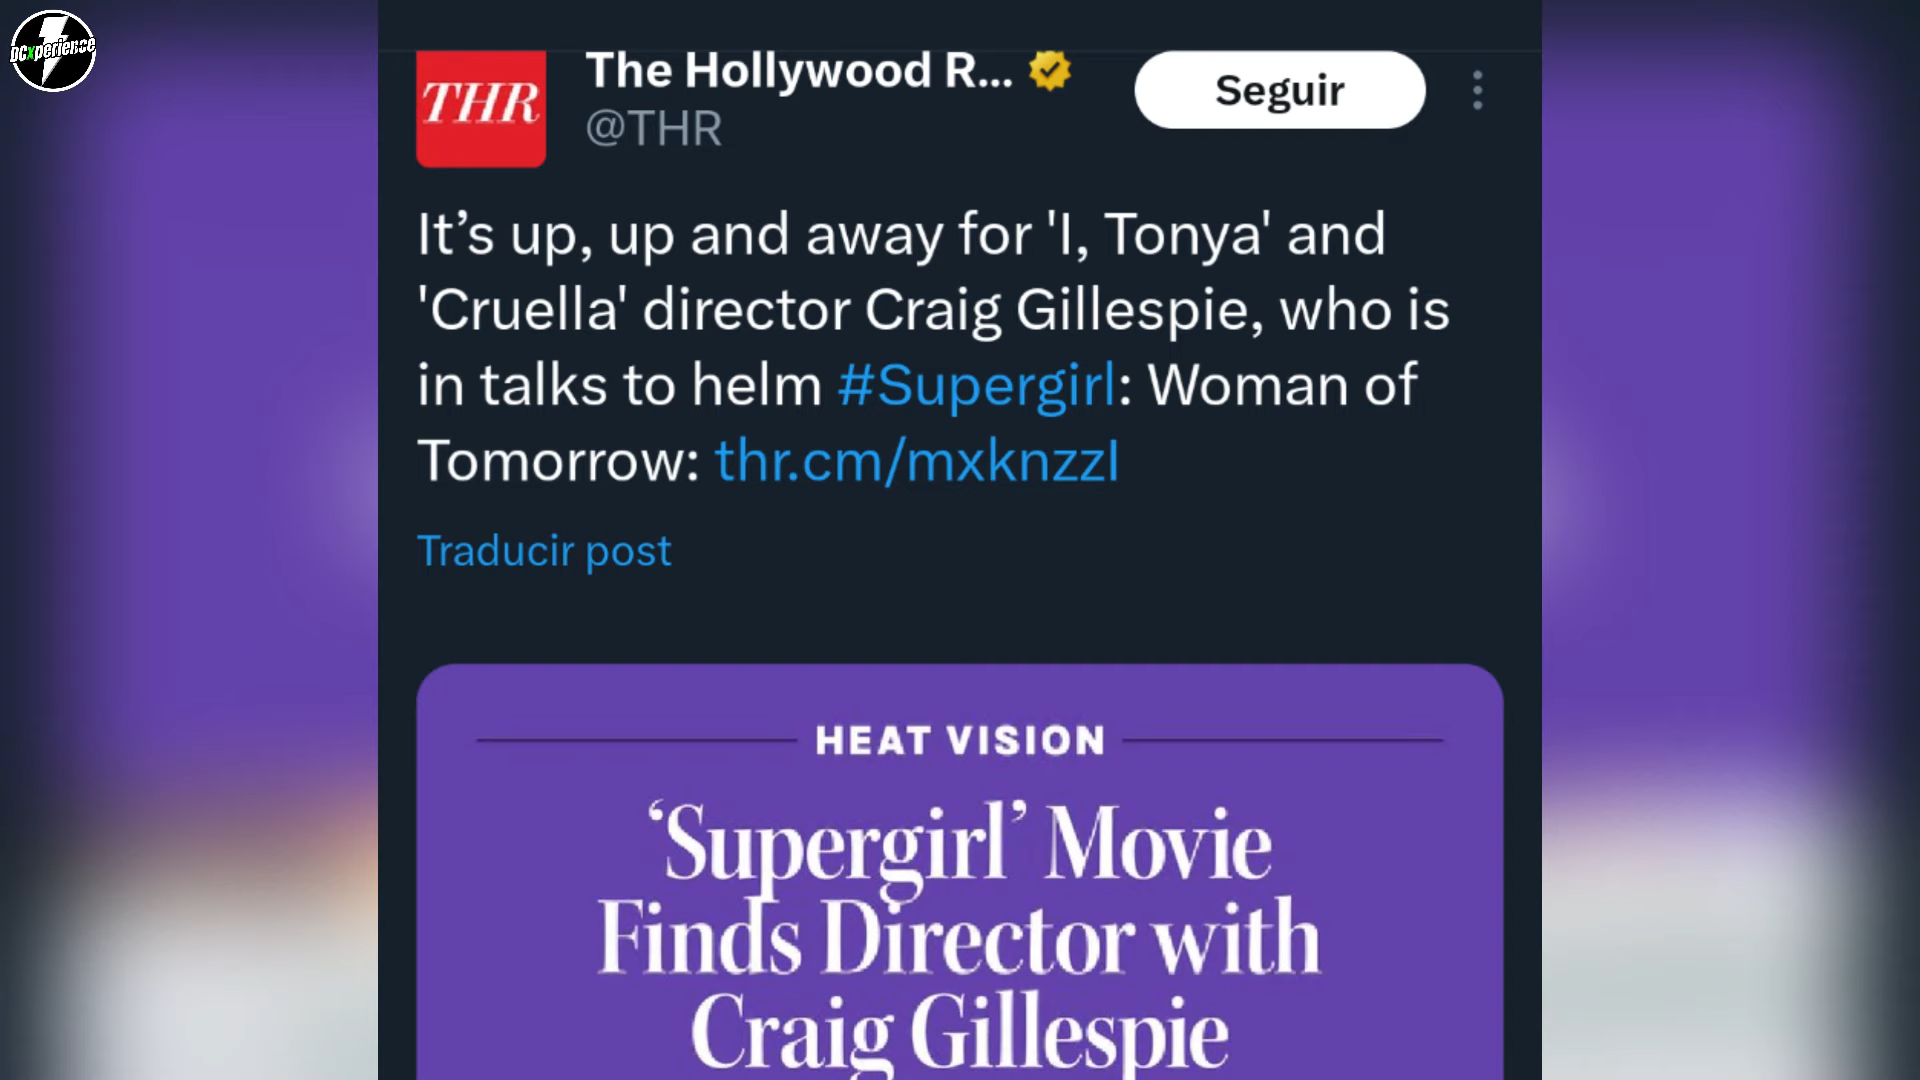 DCxperience
THR
The Hollywood R...
@THR
Seguir
It’s up, up and away for 'I, Tonya' and
'Cruella' director Craig Gillespie, who is
in talks to helm #Supergirl: Woman of
Tomorrow: thr.cm/mxknzzl
Traducir post
HEAT VISION
‘Supergirl’ Movie
Finds Director with
Craig Gillespie